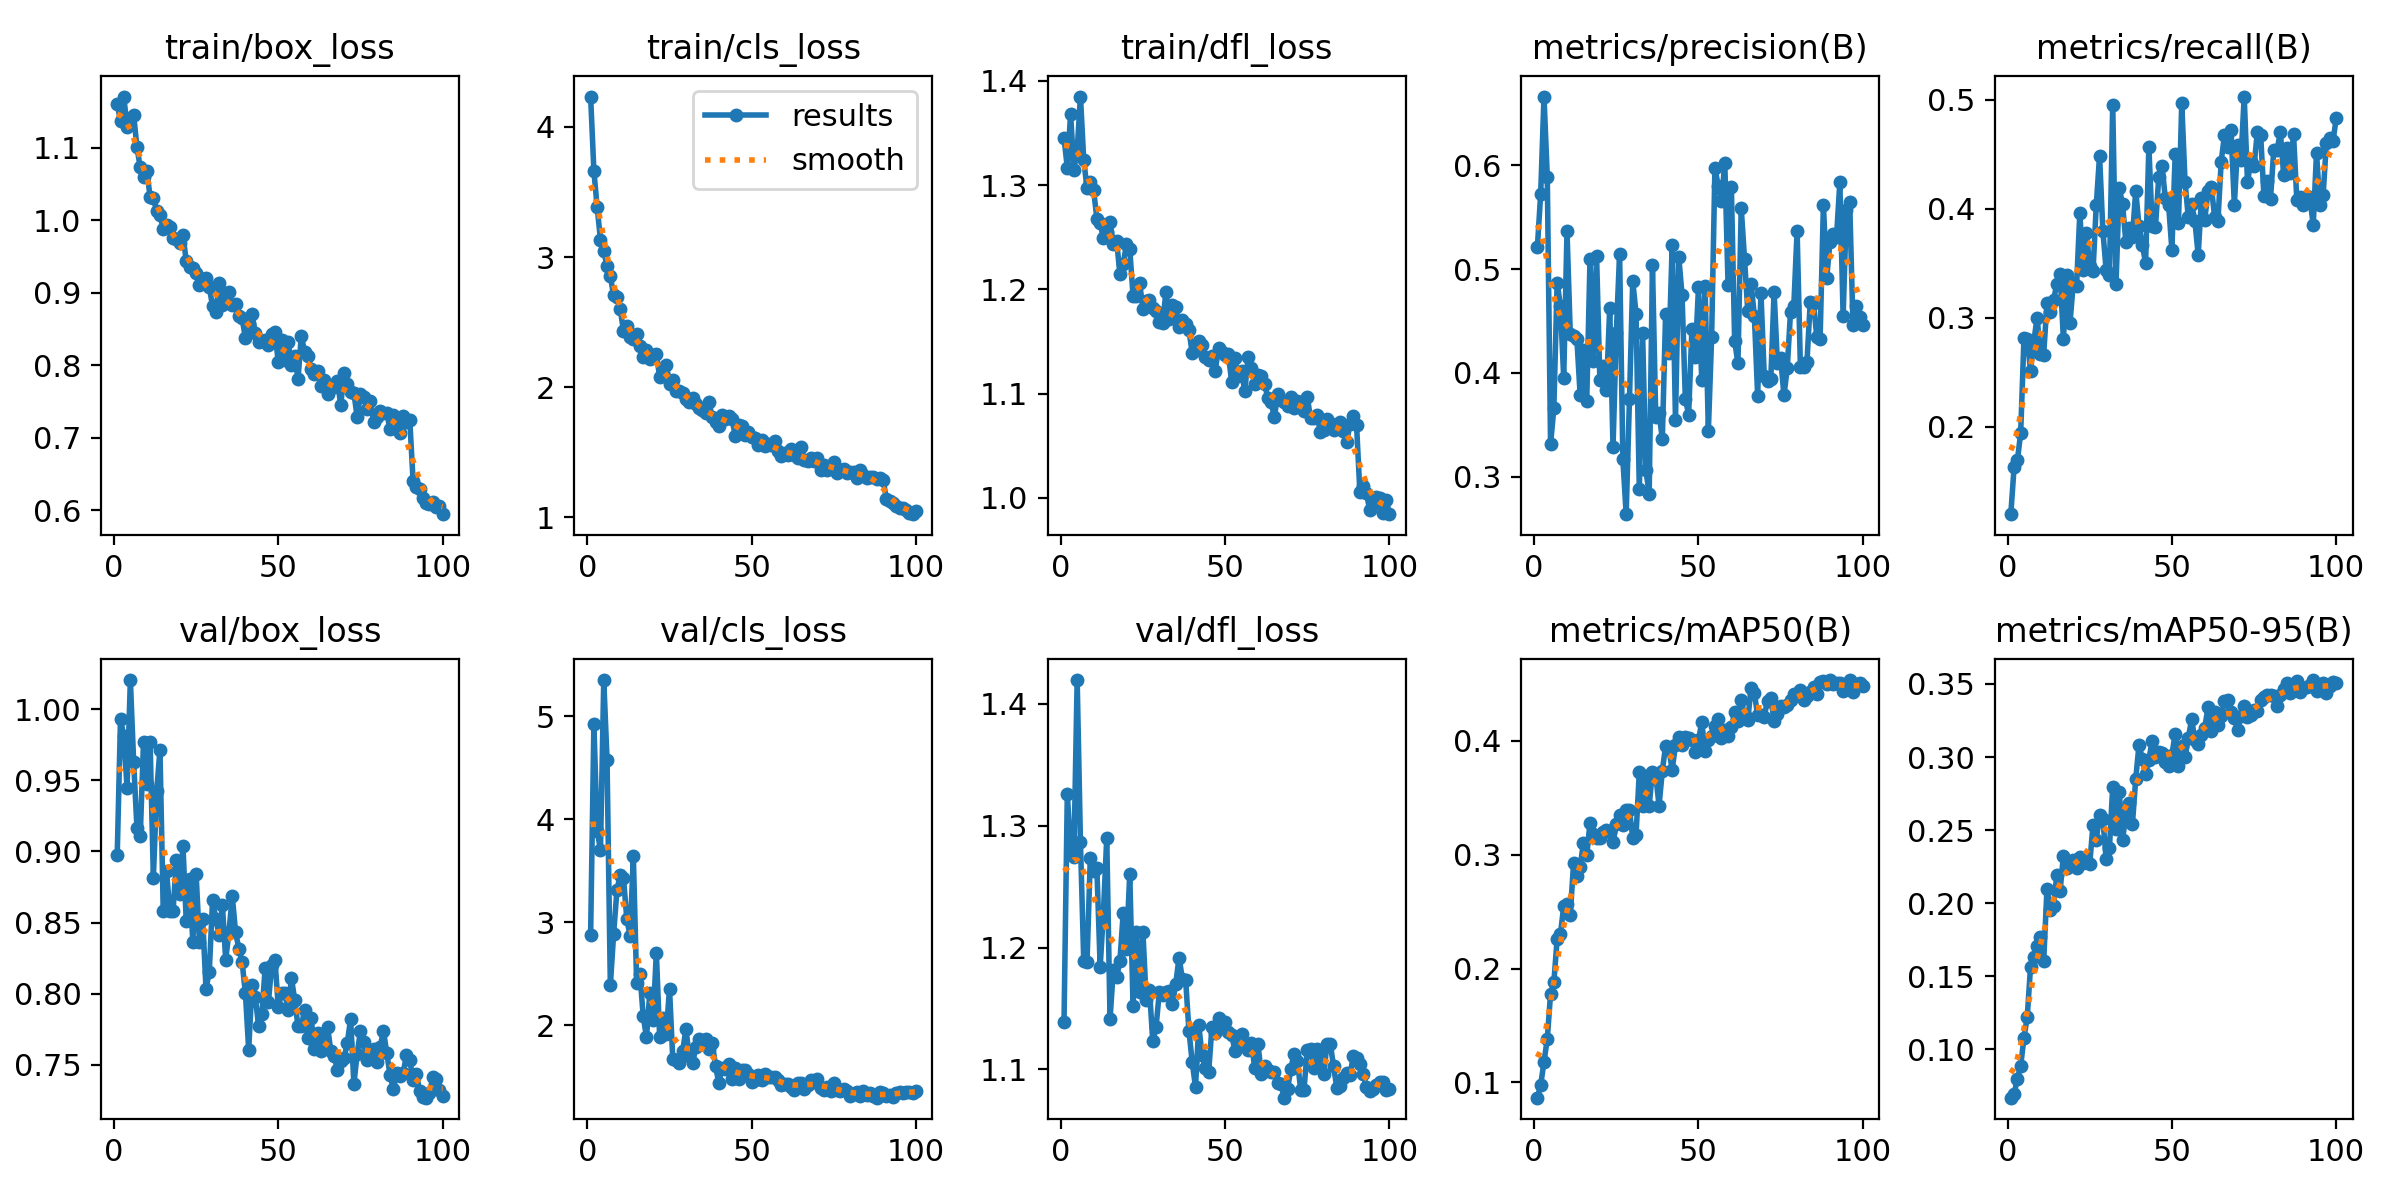 train/box_loss
1.1
1.0
0.9
0.8
0.7
0.6
0 50 100
train/cls_loss
results
smooth
4
3
2
1
0 50 100
train/dfl_loss
1.4
1.3
1.2
1.1
1.0
0 50 100
metrics/precision(B)
0.6
0.5
0.4
0.3
0 50 100
metrics/recall(B)
0.5
0.4
0.3
0.2
0 50 100
val/box_loss
1.00
0.95
0.90
0.85
0.80
0.75
0 50 100
val/cls_loss
5
4
3
2
0 50 100
val/dfl_loss
1.4
1.3
1.2
1.1
0 50 100
metrics/mAP50(B)
0.4
0.3
0.2
0.1
0 50 100
metrics/mAP50-95(B)
0.35
0.30
0.25
0.20
0.15
0.10
0 50 100